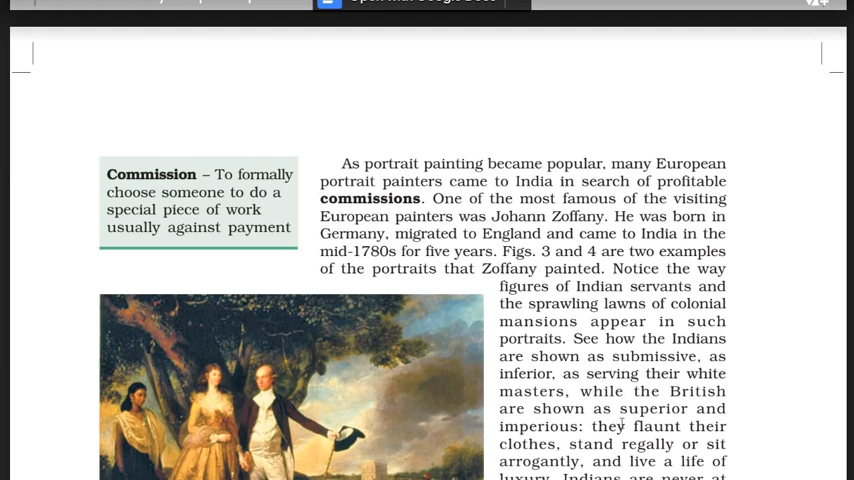 Commission – To formally
choose someone to do a
special piece of work
usually against payment
As portrait painting became popular, many European
portrait painters came to India in search of profitable
commissions. One of the most famous of the visiting
European painters was Johann Zoffany. He was born in
Germany, migrated to England and came to India in the
mid-1780s for five years. Figs. 3 and 4 are two examples
of the portraits that Zoffany painted. Notice the way
figures of Indian servants and
the sprawling lawns of colonial
mansions appear in such
portraits. See how the Indians
are shown as submissive, as
inferior, as serving their white
masters, while the British
are shown as superior and
imperious: they flaunt their
clothes, stand regally or sit
arrogantly, and live a life of
luxury. Indians are never at